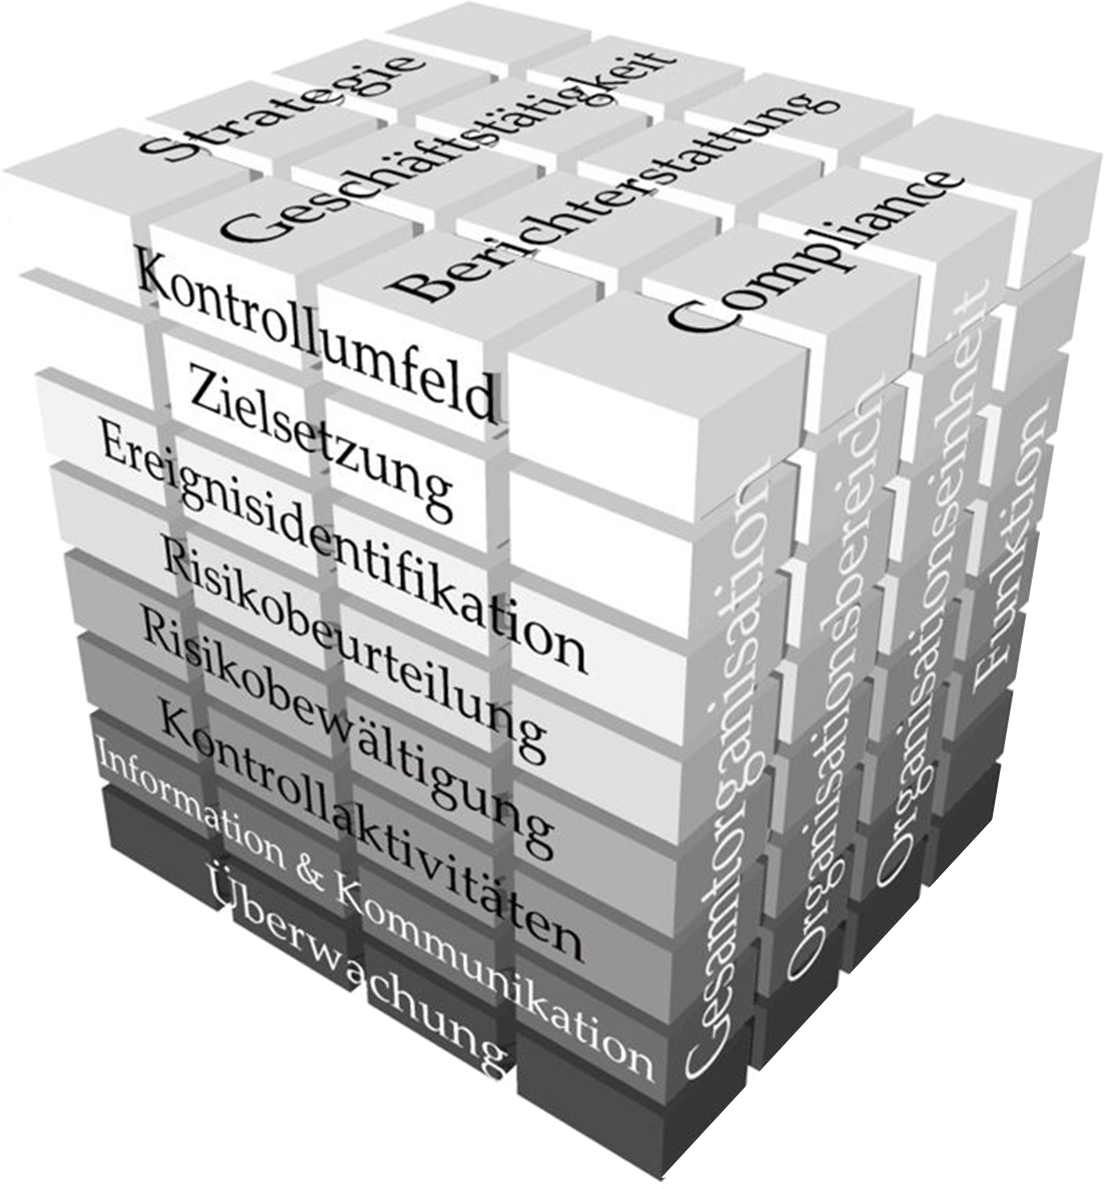 Strategie
Geschäftstätigkeit
Berichterstattung
Compliance
Kontrollumfeld
Zielsetzung
Ereignisidentifikation
Risikobeurteilung
Risikobewältigung
Kontrollaktivitäten
Information & Kommunikation
Überwachung
Gesamtorganisation
Organisationsbereich
Organisationseinheit
Funktion